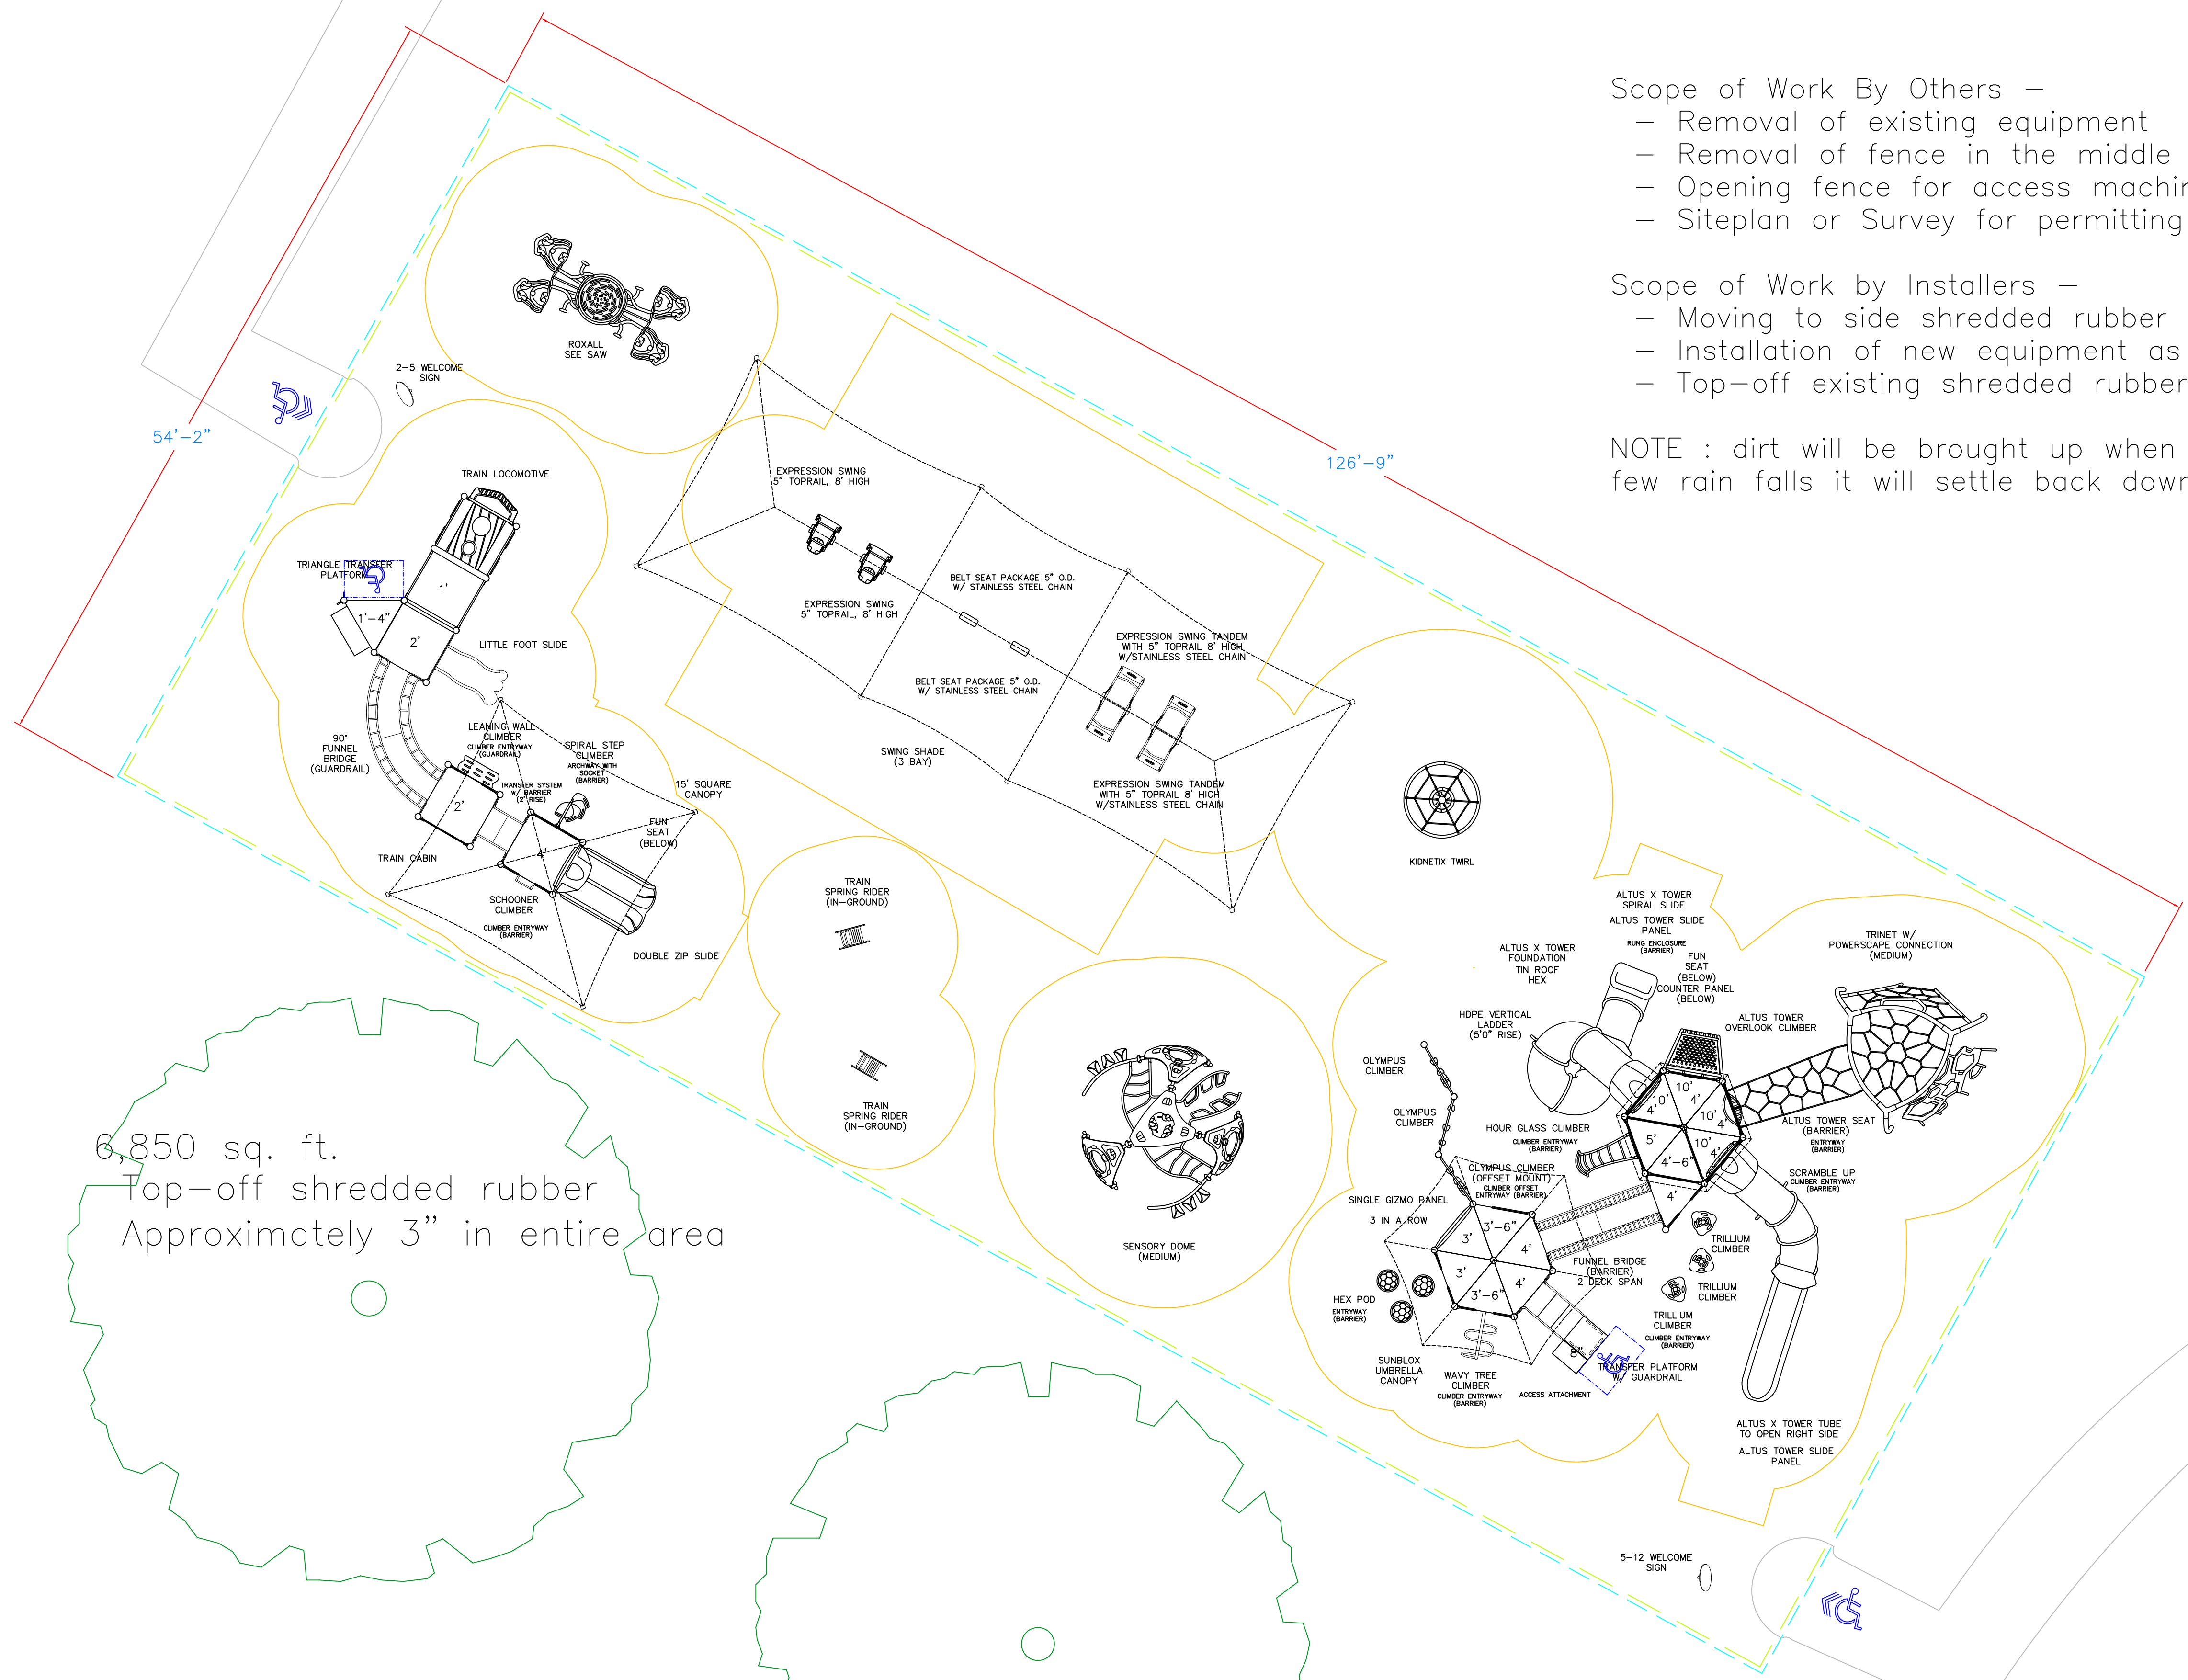 Scope of Work By Others –
– Removal of existing equipment
– Removal of fence in the middle
– Opening fence for access
– Siteplan or Survey for permitting
Scope of Work by Installers –
– Moving to side shredded rubber
– Installation of new equipment as
– Top–off existing shredded rubber
NOTE : dirt will be brought up when
few rain falls it will settle back
54'–2"
126'–9"
ROXALL
SEE SAW
2–5 WELCOME
SIGN
TRAIN LOCOMOTIVE
TRIANGLE TRANSFER
PLATFORM
1'
1'–4"
2'
LITTLE FOOT SLIDE
90°
FUNNEL
BRIDGE
(GUARDRAIL)
LEANING WALL
CLIMBER
CLIMBER ENTRYWAY
(GUARDRAIL)
SPIRAL STEP
CLIMBER
ARCHWAY WITH
SOCKET
(BARRIER)
TRANSFER SYSTEM
w/ BARRIER
(2' RISE)
15' SQUARE
CANOPY
2'
4'
FUN
SEAT
(BELOW)
TRAIN CABIN
SCHOONER
CLIMBER
CLIMBER ENTRYWAY
(BARRIER)
DOUBLE ZIP SLIDE
EXPRESSION SWING
5" TOPRAIL, 8' HIGH
EXPRESSION SWING
5" TOPRAIL, 8' HIGH
BELT SEAT PACKAGE 5" O.D.
W/ STAINLESS STEEL CHAIN
BELT SEAT PACKAGE 5" O.D.
W/ STAINLESS STEEL CHAIN
EXPRESSION SWING TANDEM
WITH 5" TOPRAIL 8' HIGH
W/STAINLESS STEEL CHAIN
SWING SHADE
(3 BAY)
EXPRESSION SWING TANDEM
WITH 5" TOPRAIL 8' HIGH
W/STAINLESS STEEL CHAIN
KIDNETIX TWIRL
TRAIN
SPRING RIDER
(IN–GROUND)
TRAIN
SPRING RIDER
(IN–GROUND)
SENSORY DOME
(MEDIUM)
ALTUS X TOWER
SPIRAL SLIDE
ALTUS TOWER SLIDE
PANEL
RUNG ENCLOSURE
(BARRIER)
FUN
SEAT
(BELOW)
COUNTER PANEL
(BELOW)
ALTUS X TOWER
FOUNDATION
TIN ROOF
HEX
TRINET W/
POWERSCAPE CONNECTION
(MEDIUM)
HDPE VERTICAL
LADDER
(5'0" RISE)
ALTUS TOWER
OVERLOOK CLIMBER
OLYMPUS
CLIMBER
OLYMPUS
CLIMBER
10'
4'
10'
4'
10'
4'
10'
4'
5'
4'–6"
4'
HOUR GLASS CLIMBER
CLIMBER ENTRYWAY
(BARRIER)
ALTUS TOWER SEAT
(BARRIER)
ENTRYWAY
(BARRIER)
OLYMPUS CLIMBER
(OFFSET MOUNT)
CLIMBER OFFSET
ENTRYWAY (BARRIER)
SCRAMBLE UP
CLIMBER ENTRYWAY
(BARRIER)
SINGLE GIZMO PANEL
3 IN A ROW
3'–6"
3'
4'
3'
4'
3'–6"
8"
FUNNEL BRIDGE
(BARRIER)
2 DECK SPAN
TRILLIUM
CLIMBER
TRILLIUM
CLIMBER
TRILLIUM
CLIMBER
CLIMBER ENTRYWAY
(BARRIER)
HEX POD
ENTRYWAY
(BARRIER)
SUNBLOX
UMBRELLA
CANOPY
WAVY TREE
CLIMBER
CLIMBER ENTRYWAY
(BARRIER)
ACCESS ATTACHMENT
TRANSFER PLATFORM
W/ GUARDRAIL
ALTUS X TOWER TUBE
TO OPEN RIGHT SIDE
ALTUS TOWER SLIDE
PANEL
5–12 WELCOME
SIGN
6,850 sq. ft.
Top–off shredded rubber
Approximately 3" in entire area